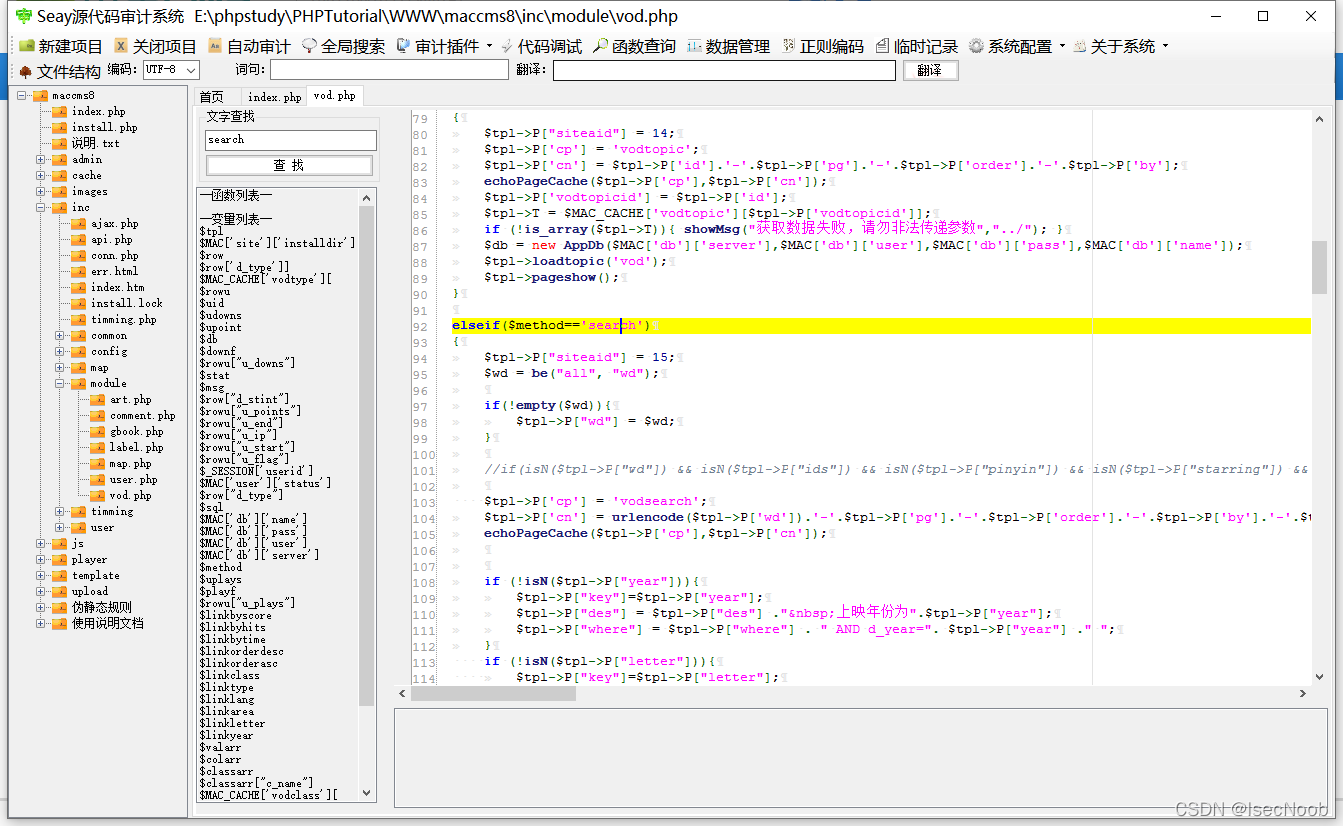 Seay源代码审计系统 E:\phpstudy\PHPTutorial\WWW\maccms8\inc\module\vod.php
新建项目 关闭项目 自动审计 全局搜索 审计插件 代码调试 函数查询 数据管理 正则编码 临时记录 系统配置 关于系统
文件结构 编码: UTF-8 词句: 翻译: 翻译
maccms8
index.php
install.php
说明.txt
admin
cache
images
inc
ajax.php
api.php
conn.php
err.html
index.htm
install.lock
timming.php
common
config
map
module
art.php
comment.php
gbook.php
label.php
map.php
user.php
vod.php
timming
user
js
player
template
upload
伪静态规则
使用说明文档
首页 index.php vod.php
文字查找
search
查 找
一函数列表一
一变量列表一
$tpl
$MAC['site']['installdir']
$row
$row['d_type']]
$MAC_CACHE['vodtype'][
$rowu
$uid
$udowns
$upoint
$db
$downf
$rowu["u_downs"]
$stat
$msg
$row["d_stint"]
$rowu["u_points"]
$rowu["u_end"]
$rowu["u_ip"]
$rowu["u_start"]
$rowu["u_flag"]
$_SESSION['userid']
$MAC['user']['status']
$row["d_type"]
$sql
$MAC['db']['name']
$MAC['db']['pass']
$MAC['db']['user']
$MAC['db']['server']
$method
$uplays
$playf
$rowu["u_plays"]
$linkbyscore
$linkbyhits
$linkbytime
$linkorderdesc
$linkorderasc
$linkclass
$linktype
$linklang
$linkarea
$linkletter
$linkyear
$valarr
$colarr
$classarr
$classarr["c_name"]
$MAC_CACHE['vodclass'][
79 {
80 $tpl->P["siteaid"] = 14;
81 $tpl->P['cp'] = 'vodtopic';
82 $tpl->P['cn'] = $tpl->P['id'].'-'.$tpl->P['pg'].'-'.$tpl->P['order'].'-'.$tpl->P['by'];
83 echoPageCache($tpl->P['cp'],$tpl->P['cn']);
84 $tpl->P['vodtopicid'] = $tpl->P['id'];
85 $tpl->T = $MAC_CACHE['vodtopic'][$tpl->P['vodtopicid']];
86 if (!is_array($tpl->T)){ showMsg("获取数据失败，请勿非法传递参数","../"); }
87 $db = new AppDb($MAC['db']['server'],$MAC['db']['user'],$MAC['db']['pass'],$MAC['db']['name']);
88 $tpl->loadtopic('vod');
89 $tpl->pageshow();
90 }
91
92 elseif($method=='search')
93 {
94 $tpl->P["siteaid"] = 15;
95 $wd = be("all", "wd");
96
97 if(!empty($wd)){
98 $tpl->P["wd"] = $wd;
99 }
100
101 //if(isN($tpl->P["wd"]) && isN($tpl->P["ids"]) && isN($tpl->P["pinyin"]) && isN($tpl->P["starring"]) &&
102
103 $tpl->P['cp'] = 'vodsearch';
104 $tpl->P['cn'] = urlencode($tpl->P['wd']).'-'.$tpl->P['pg'].'-'.$tpl->P['order'].'-'.$tpl->P['by'].'-'.$t
105 echoPageCache($tpl->P['cp'],$tpl->P['cn']);
106
107
108 if (!isN($tpl->P["year"])){
109 $tpl->P["key"]=$tpl->P["year"];
110 $tpl->P["des"] = $tpl->P["des"] ."&nbsp;上映年份为".$tpl->P["year"];
111 $tpl->P["where"] = $tpl->P["where"] . " AND d_year=". $tpl->P["year"] ." ";
112 }
113 if (!isN($tpl->P["letter"])){
114 $tpl->P["key"]=$tpl->P["letter"];
CSDN @IsecNoob